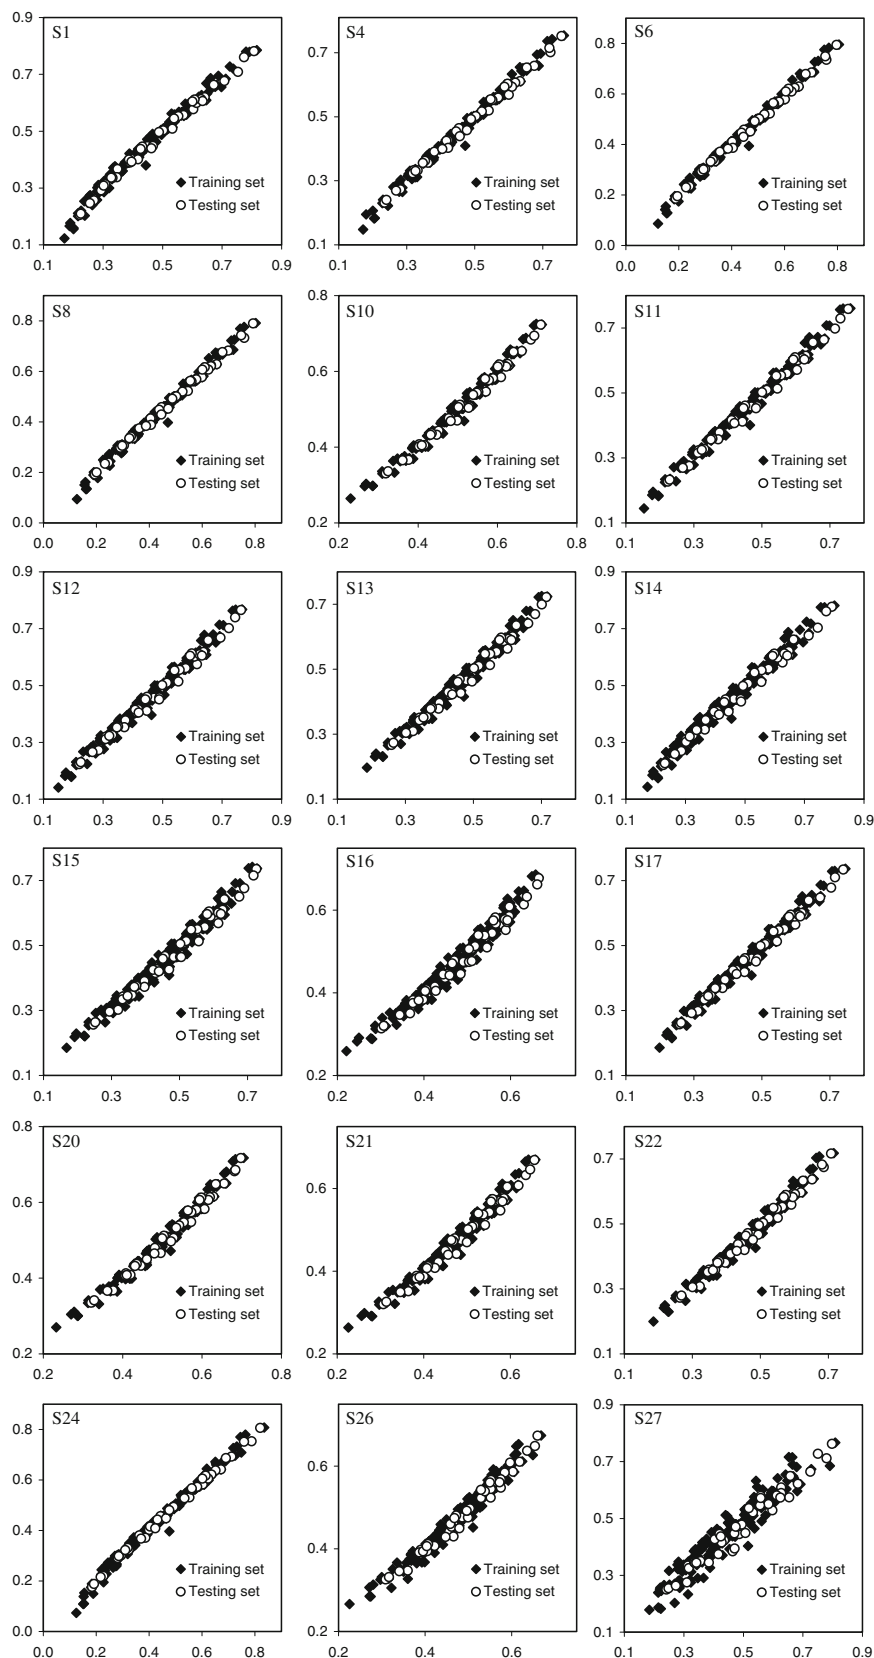 S1
0.9
0.7
0.5
0.3
0.1
Training set
Testing set
0.1 0.3 0.5 0.7 0.9
S4
0.7
0.5
0.3
0.1
Training set
Testing set
0.1 0.3 0.5 0.7
S6
0.8
0.6
0.4
0.2
0.0
Training set
Testing set
0.0 0.2 0.4 0.6 0.8
S8
0.8
0.6
0.4
0.2
0.0
Training set
Testing set
0.0 0.2 0.4 0.6 0.8
S10
0.8
0.6
0.4
0.2
Training set
Testing set
0.2 0.4 0.6 0.8
S11
0.7
0.5
0.3
0.1
Training set
Testing set
0.1 0.3 0.5 0.7
S12
0.9
0.7
0.5
0.3
0.1
Training set
Testing set
0.1 0.3 0.5 0.7 0.9
S13
0.7
0.5
0.3
0.1
Training set
Testing set
0.1 0.3 0.5 0.7
S14
0.9
0.7
0.5
0.3
0.1
Training set
Testing set
0.1 0.3 0.5 0.7 0.9
S15
0.7
0.5
0.3
0.1
Training set
Testing set
0.1 0.3 0.5 0.7
S16
0.6
0.4
0.2
Training set
Testing set
0.2 0.4 0.6
S17
0.7
0.5
0.3
0.1
Training set
Testing set
0.1 0.3 0.5 0.7
S20
0.8
0.6
0.4
0.2
Training set
Testing set
0.2 0.4 0.6 0.8
S21
0.6
0.4
0.2
Training set
Testing set
0.2 0.4 0.6
S22
0.7
0.5
0.3
0.1
Training set
Testing set
0.1 0.3 0.5 0.7
S24
0.8
0.6
0.4
0.2
0.0
Training set
Testing set
0.0 0.2 0.4 0.6 0.8
S26
0.6
0.4
0.2
Training set
Testing set
0.2 0.4 0.6
S27
0.9
0.7
0.5
0.3
0.1
Training set
Testing set
0.1 0.3 0.5 0.7 0.9